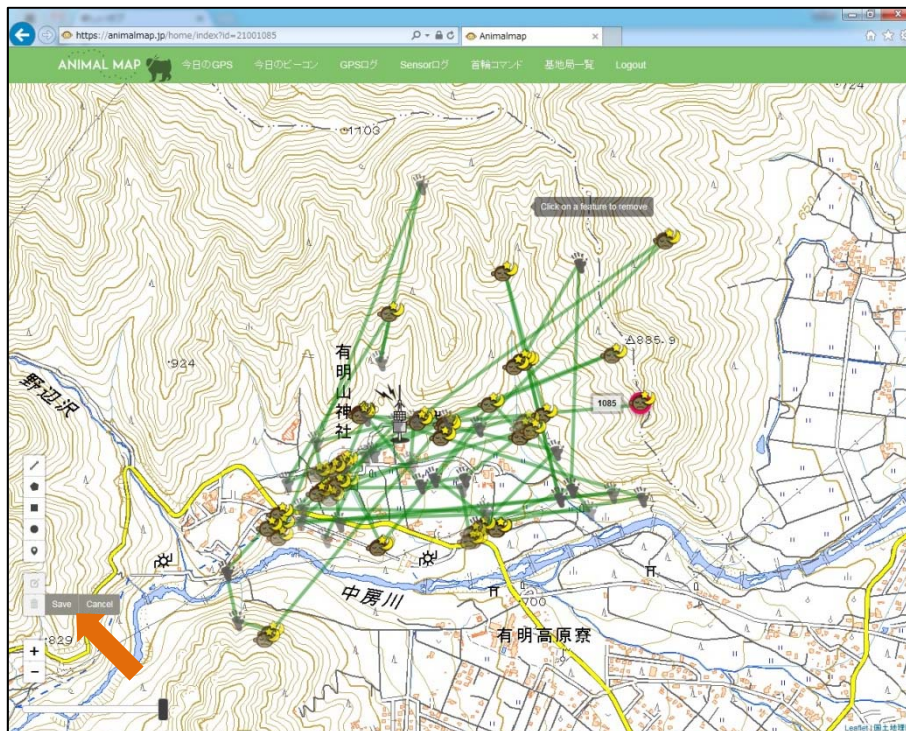 https://animalmap.jp/home/index?id=21001085
Animalmap
ANIMAL MAP
今日のGPS
今日のビーコン
GPSログ
Sensorログ
首輪コマンド
基地局一覧
Logout
1103
724
650
Click on a feature to remove
924
有明山神社
885.9
1085
野辺沢
Save
Cancel
中房川
700
829
有明高原寮
+
−
Leaflet